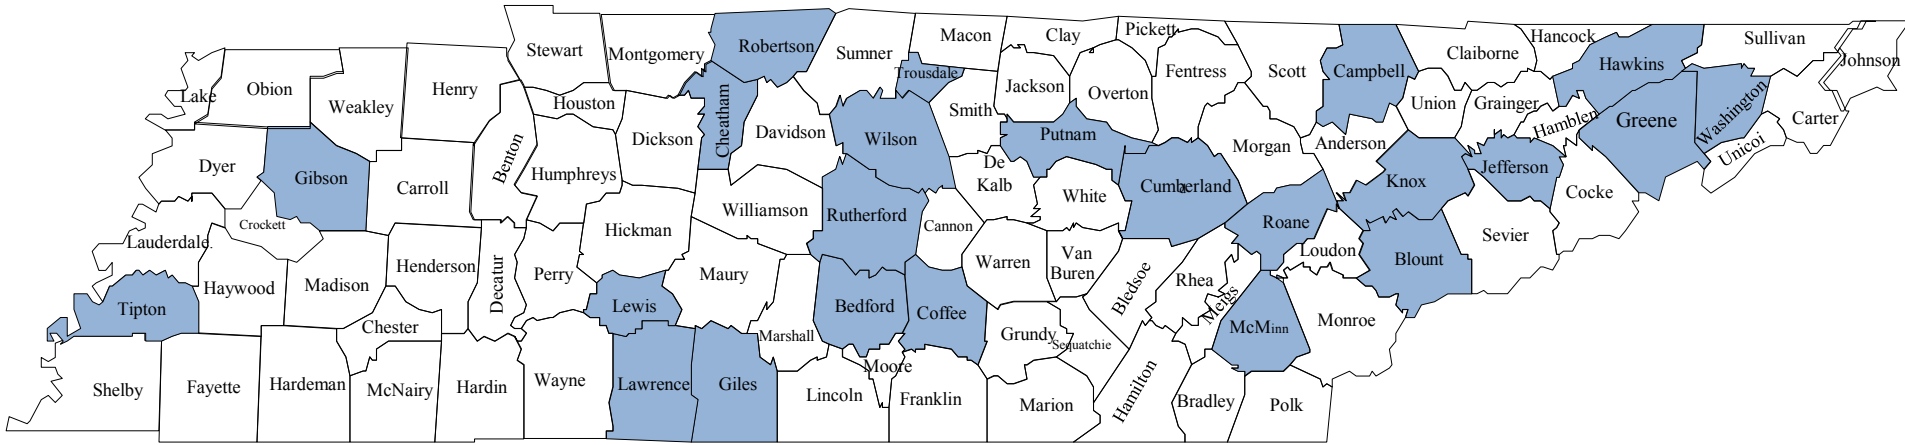 Stewart
Montgomery
Robertson
Sumner
Macon
Clay
Pickett
Hancock
Claiborne
Sullivan
Johnson
Lake
Obion
Weakley
Henry
Houston
Trousdale
Jackson
Overton
Fentress
Scott
Campbell
Hawkins
Union
Grainger
Washington
Carter
Benton
Dickson
Cheatham
Davidson
Wilson
Smith
Putnam
Morgan
Anderson
Hamblen
Greene
Unicoi
Dyer
Gibson
Carroll
Humphreys
De
Kalb
White
Cumberland
Knox
Jefferson
Cocke
Crockett
Lauderdale.
Williamson
Rutherford
Cannon
Roane
Hickman
Sevier
Loudon
Haywood
Madison
Henderson
Decatur
Perry
Maury
Warren
Van
Buren
Bledsoe
Rhea
Meigs
Blount
Tipton
Lewis
Bedford
Coffee
Chester
Marshall
Grundy
Sequatchie
McMinn
Monroe
Moore
Shelby
Fayette
Hardeman
McNairy
Hardin
Wayne
Lawrence
Giles
Lincoln
Franklin
Marion
Hamilton
Bradley
Polk